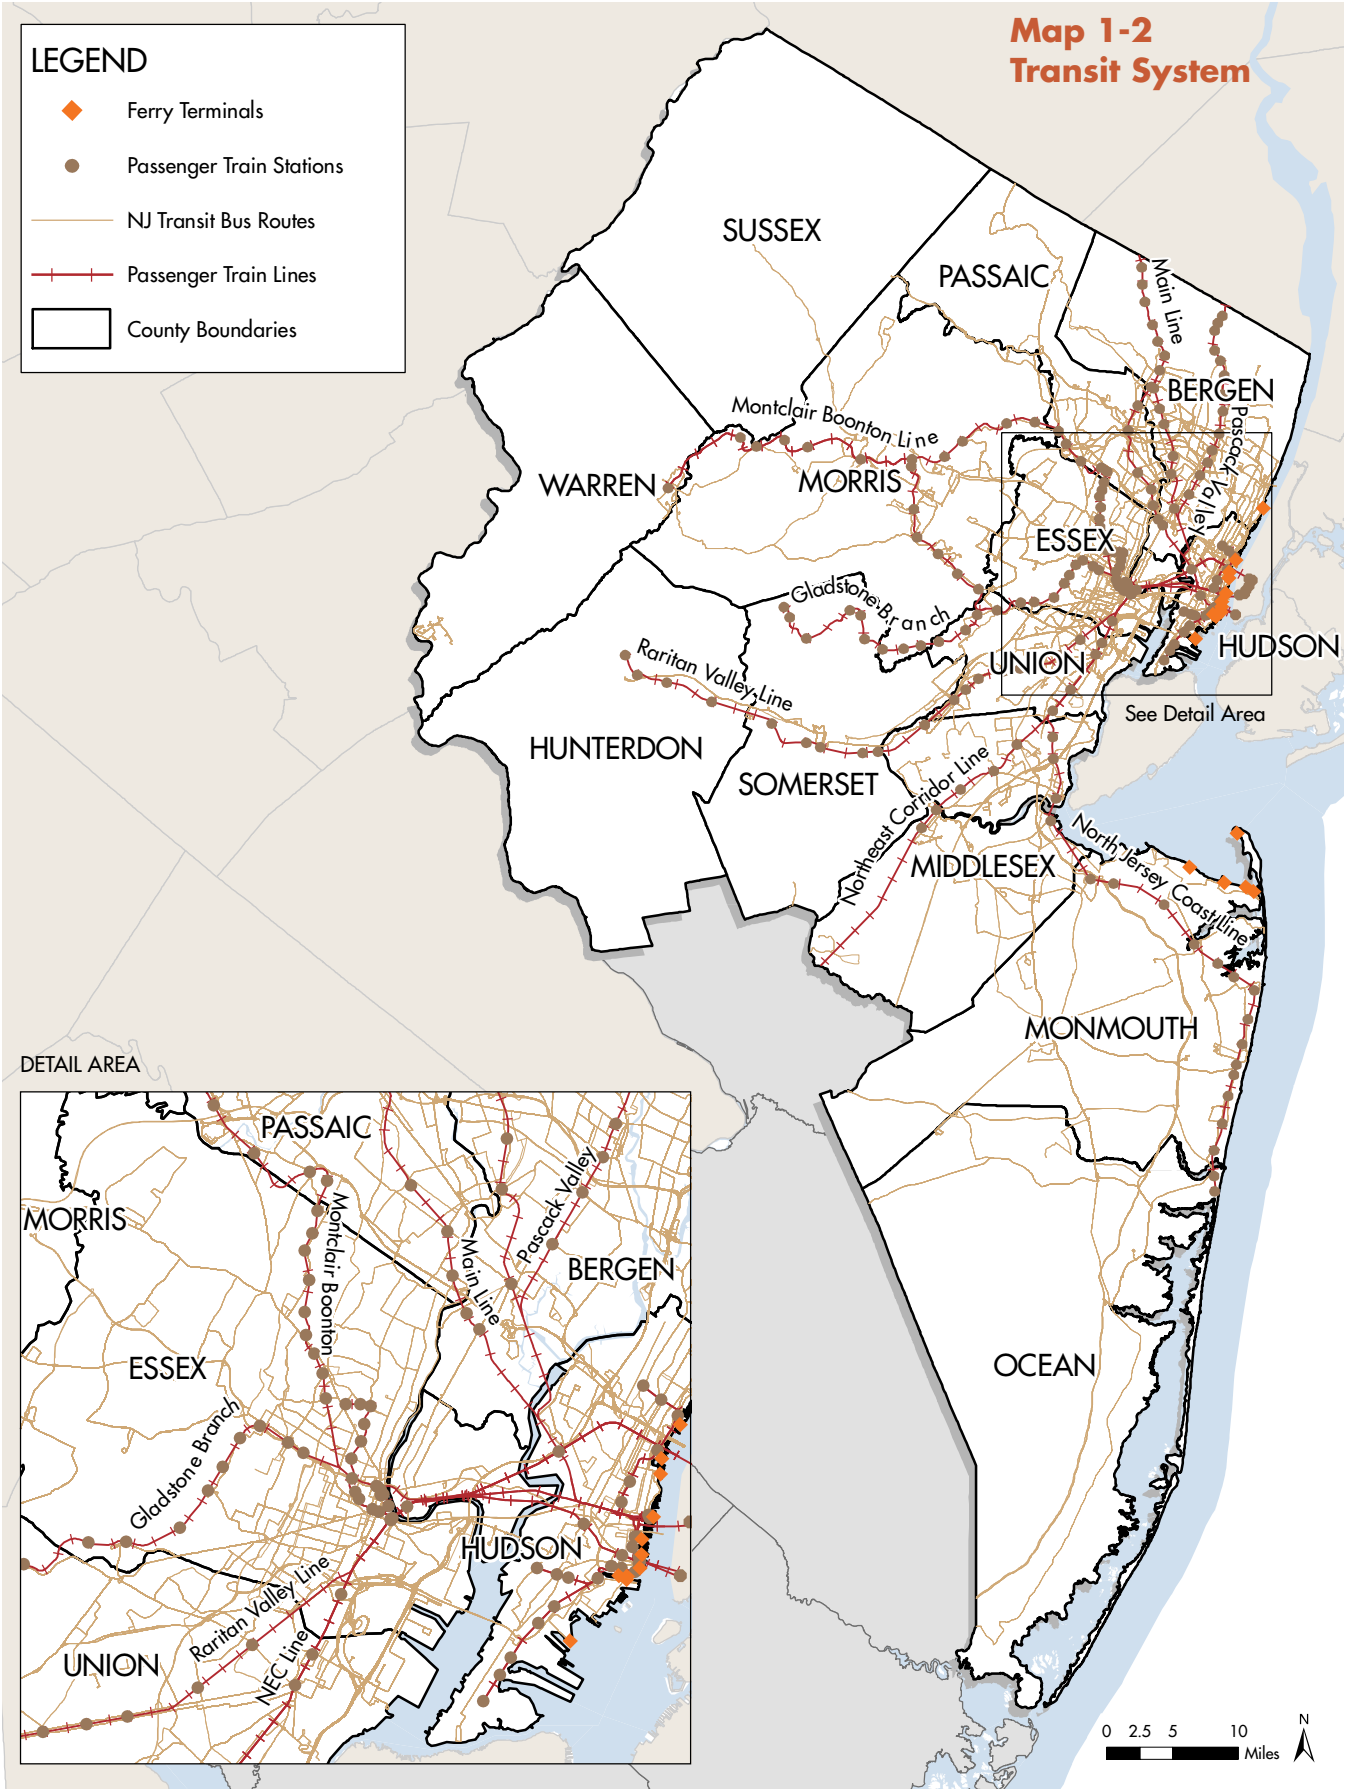 Map 1-2
Transit System
LEGEND
Ferry Terminals
Passenger Train Stations
NJ Transit Bus Routes
Passenger Train Lines
County Boundaries
SUSSEX
PASSAIC
Main Line
BERGEN
Pascack Valley
Montclair Boonton Line
WARREN
MORRIS
ESSEX
Gladstone Branch
HUDSON
UNION
Raritan Valley Line
See Detail Area
HUNTERDON
SOMERSET
Northeast Corridor Line
MIDDLESEX
North Jersey Coast Line
MONMOUTH
OCEAN
DETAIL AREA
PASSAIC
MORRIS
Montclair Boonton
Main Line
Pascack Valley
BERGEN
ESSEX
Gladstone Branch
HUDSON
Raritan Valley Line
NEC Line
UNION
0 2.5 5 10
Miles
N